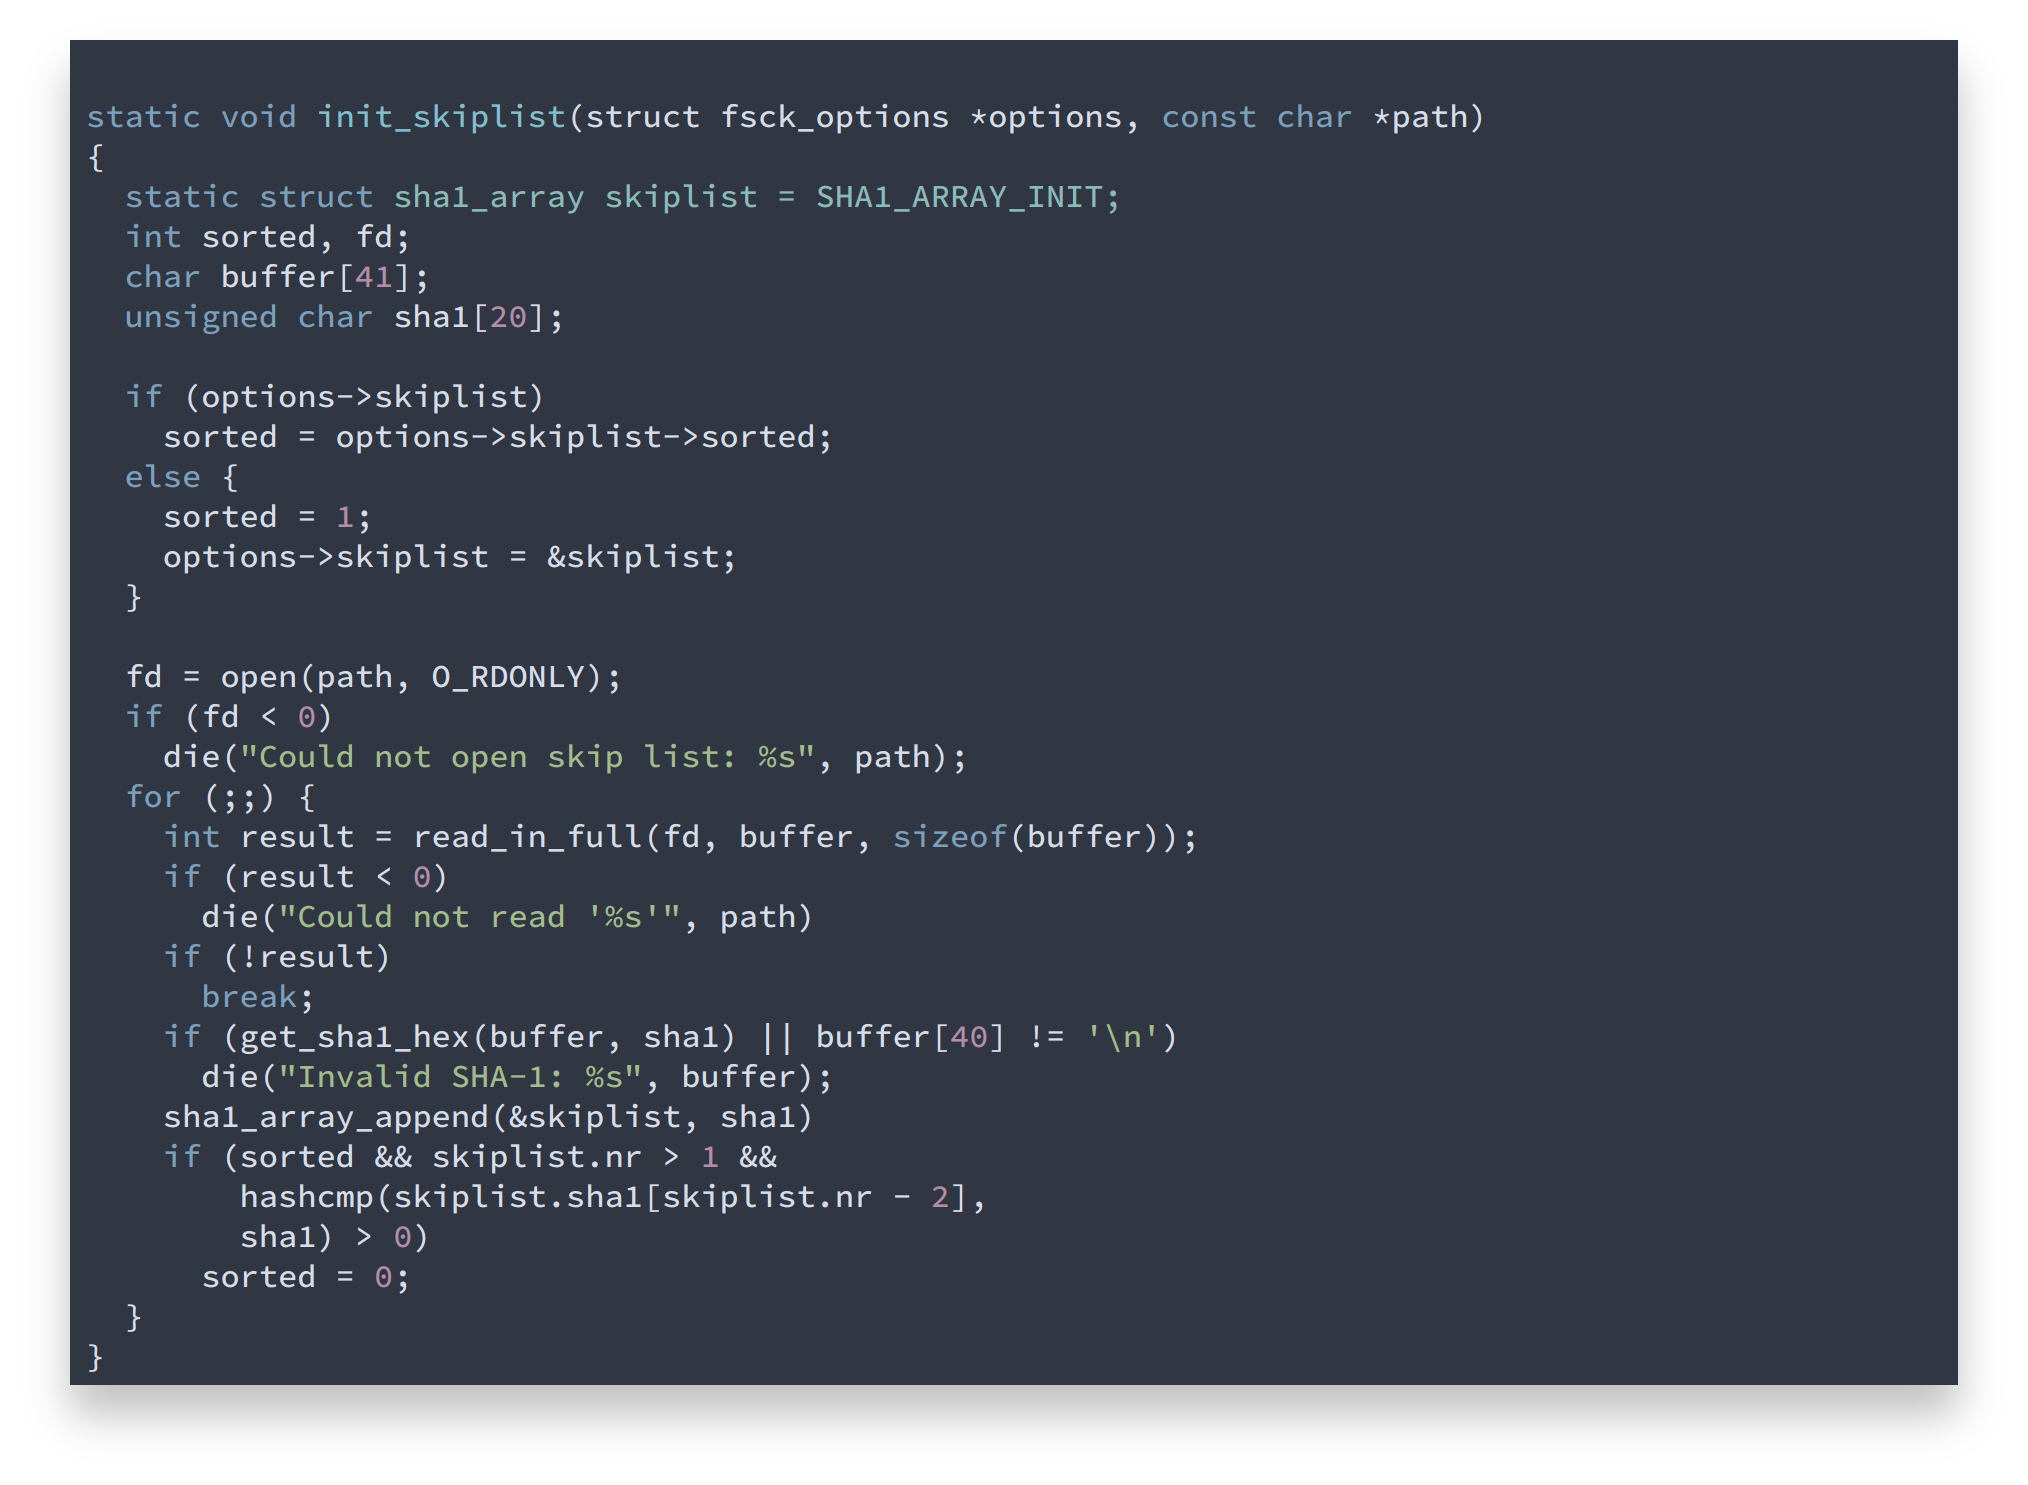 static void init_skiplist(struct fsck_options *options, const char *path)
{
  static struct sha1_array skiplist = SHA1_ARRAY_INIT;
  int sorted, fd;
  char buffer[41];
  unsigned char sha1[20];

  if (options->skiplist)
    sorted = options->skiplist->sorted;
  else {
    sorted = 1;
    options->skiplist = &skiplist;
  }

  fd = open(path, O_RDONLY);
  if (fd < 0)
    die("Could not open skip list: %s", path);
  for (;;) {
    int result = read_in_full(fd, buffer, sizeof(buffer));
    if (result < 0)
      die("Could not read '%s'", path)
    if (!result)
      break;
    if (get_sha1_hex(buffer, sha1) || buffer[40] != '\n')
      die("Invalid SHA-1: %s", buffer);
    sha1_array_append(&skiplist, sha1)
    if (sorted && skiplist.nr > 1 &&
        hashcmp(skiplist.sha1[skiplist.nr - 2],
        sha1) > 0)
      sorted = 0;
  }
}